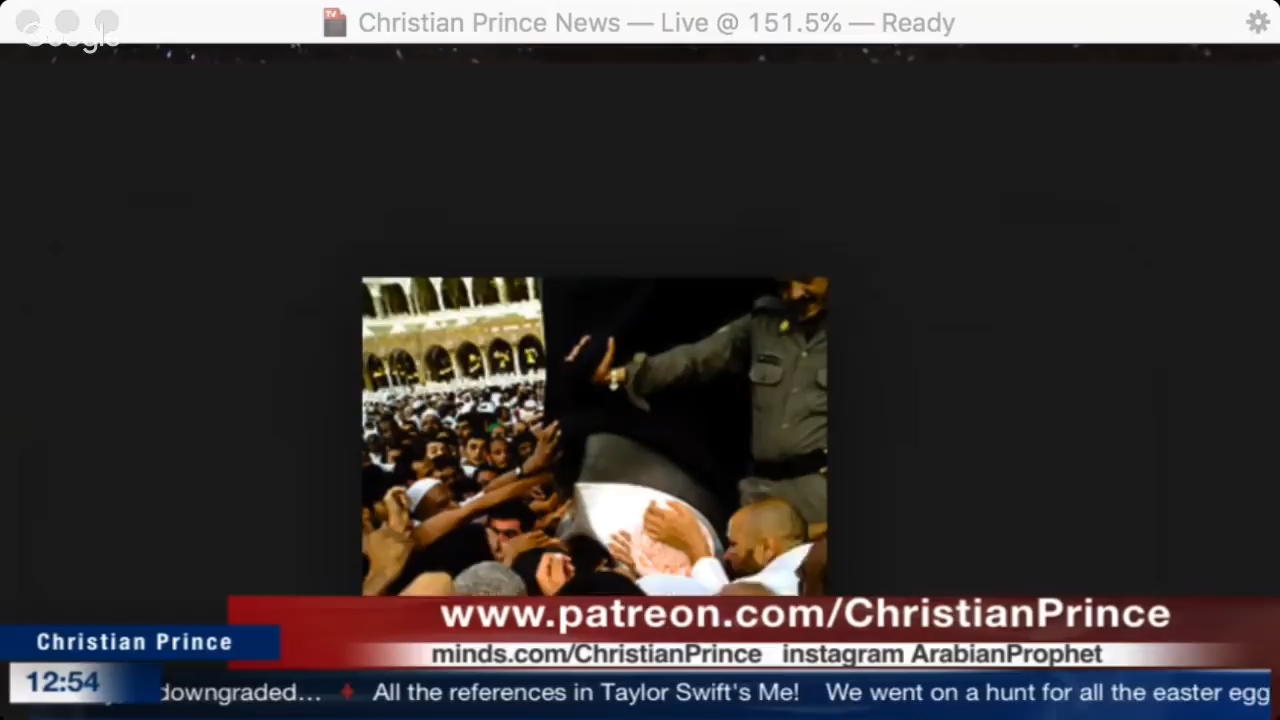 Christian Prince News — Live @ 151.5% — Ready
Google
www.patreon.com/ChristianPrince
Christian Prince
minds.com/ChristianPrince instagram ArabianProphet
12:54
downgraded... All the references in Taylor Swift's Me! We went on a hunt for all the easter egg